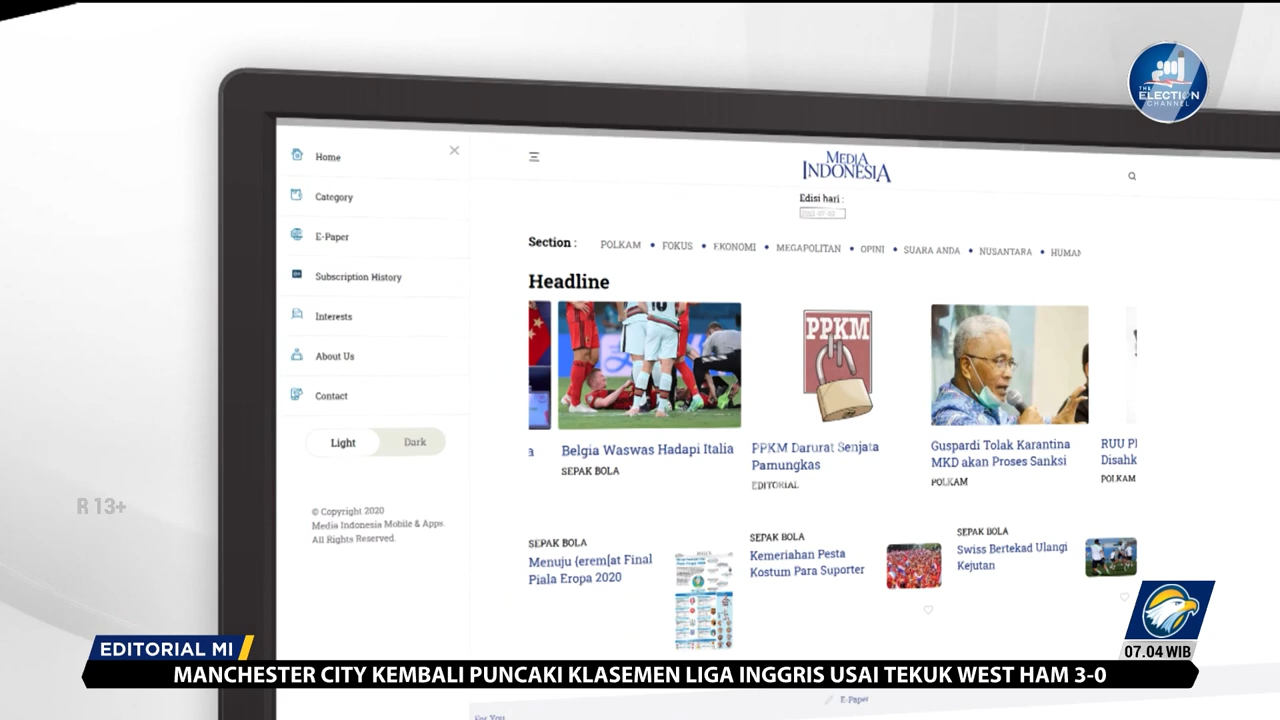 THE
ELECTION
CHANNEL
Home
Category
E-Paper
Subscription History
Interests
About Us
Contact
Light Dark
© Copyright 2020
Media Indonesia Mobile & Apps.
All Rights Reserved.
MEDIA
INDONESIA
Edisi hari :
Section : POLKAM • FOKUS • EKONOMI • MEGAPOLITAN • OPINI • SUARA ANDA • NUSANTARA • HUMAN
Headline
a
Belgia Waswas Hadapi Italia
SEPAK BOLA
PPKM
PPKM Darurat Senjata
Pamungkas
EDITORIAL
Guspardi Tolak Karantina
MKD akan Proses Sanksi
POLKAM
RUU P
Disahk
POLKAM
SEPAK BOLA
Menuju {erem[at Final
Piala Eropa 2020
SEPAK BOLA
Kemeriahan Pesta
Kostum Para Suporter
SEPAK BOLA
Swiss Bertekad Ulangi
Kejutan
R 13+
EDITORIAL MI
07.04 WIB
MANCHESTER CITY KEMBALI PUNCAKI KLASEMEN LIGA INGGRIS USAI TEKUK WEST HAM 3-0
E-Paper
For You